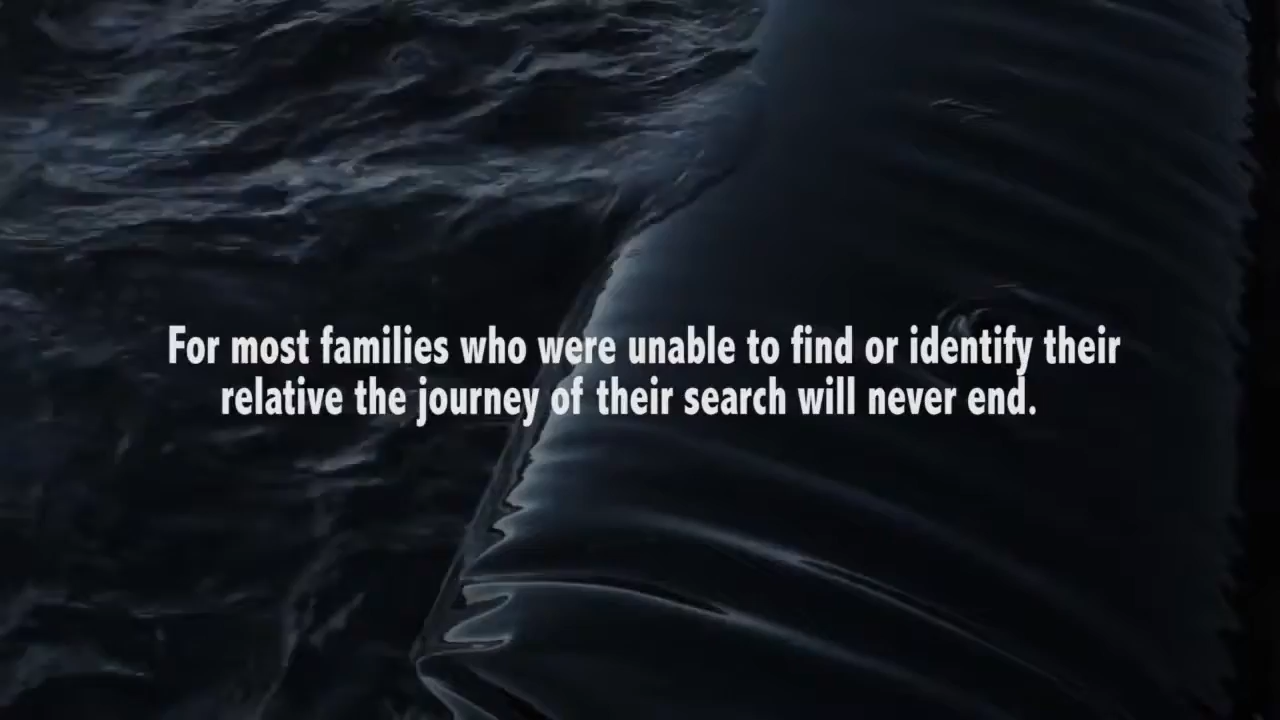 For most families who were unable to find or identify their
relative the journey of their search will never end.